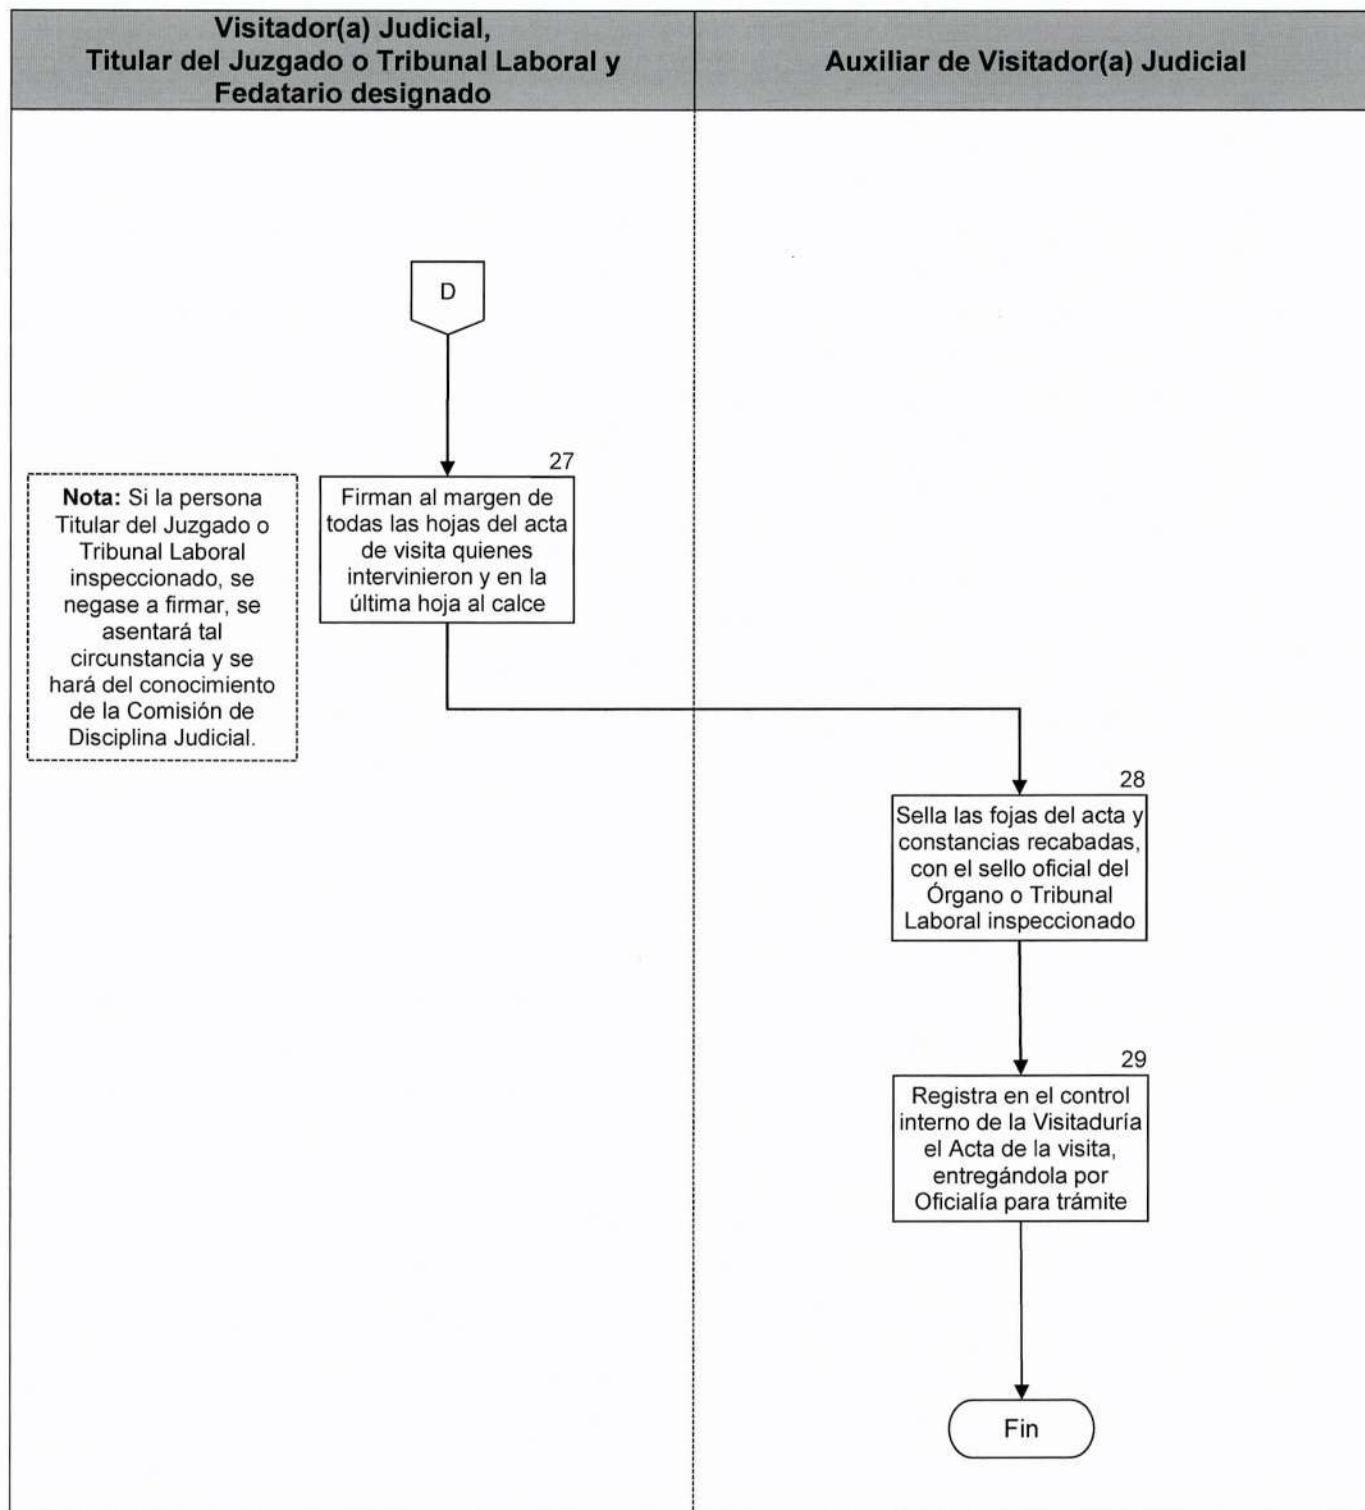 Visitador(a) Judicial,
Titular del Juzgado o Tribunal Laboral y
Fedatario designado
Auxiliar de Visitador(a) Judicial
D
27
Nota: Si la persona
Titular del Juzgado o
Tribunal Laboral
inspeccionado, se
negase a firmar, se
asentará tal
circunstancia y se
hará del conocimiento
de la Comisión de
Disciplina Judicial.
Firman al margen de
todas las hojas del acta
de visita quienes
intervinieron y en la
última hoja al calce
28
Sella las fojas del acta y
constancias recabadas,
con el sello oficial del
Órgano o Tribunal
Laboral inspeccionado
29
Registra en el control
interno de la Visitaduría
el Acta de la visita,
entregándola por
Oficialía para trámite
Fin